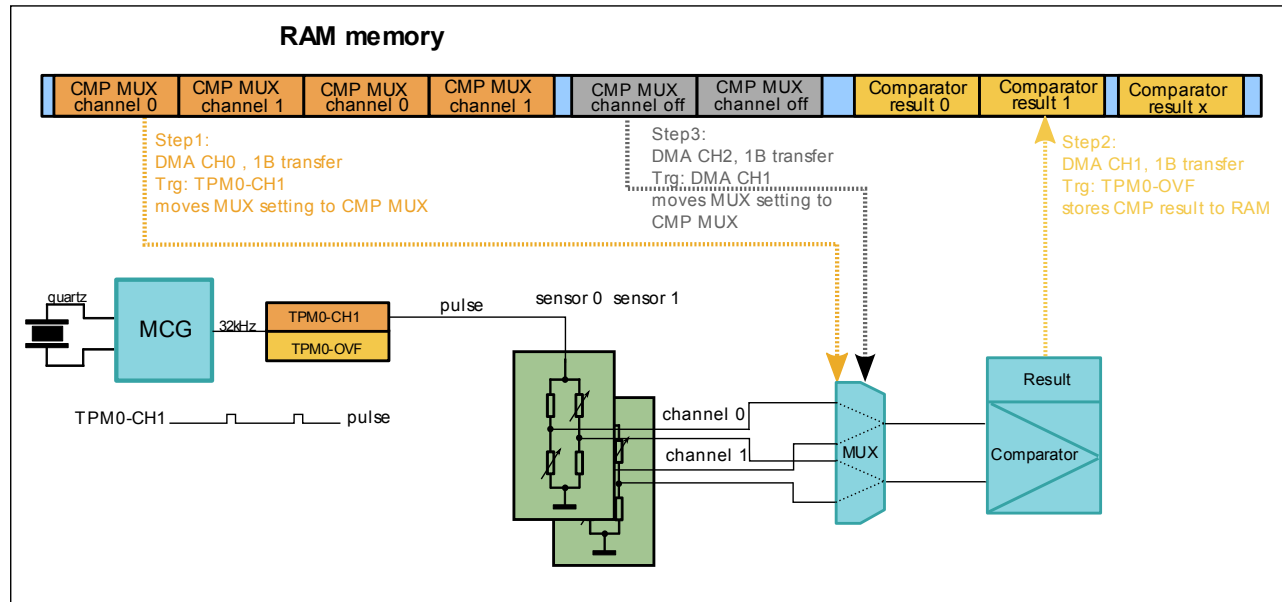 RAM memory
CMP MUX
channel 0
CMP MUX
channel 1
CMP MUX
channel 0
CMP MUX
channel 1
CMP MUX
channel off
CMP MUX
channel off
Comparator
result 0
Comparator
result 1
Comparator
result x
Step1:
DMA CH0 , 1B transfer
Trg: TPM0-CH1
moves MUX setting to CMP MUX
Step3:
DMA CH2, 1B transfer
Trg: DMA CH1
moves MUX setting to
CMP MUX
Step2:
DMA CH1, 1B transfer
Trg: TPM0-OVF
stores CMP result to RAM
quartz
MCG
32kHz
TPM0-CH1
TPM0-OVF
pulse
sensor 0 sensor 1
TPM0-CH1
pulse
channel 0
channel 1
MUX
Result
Comparator